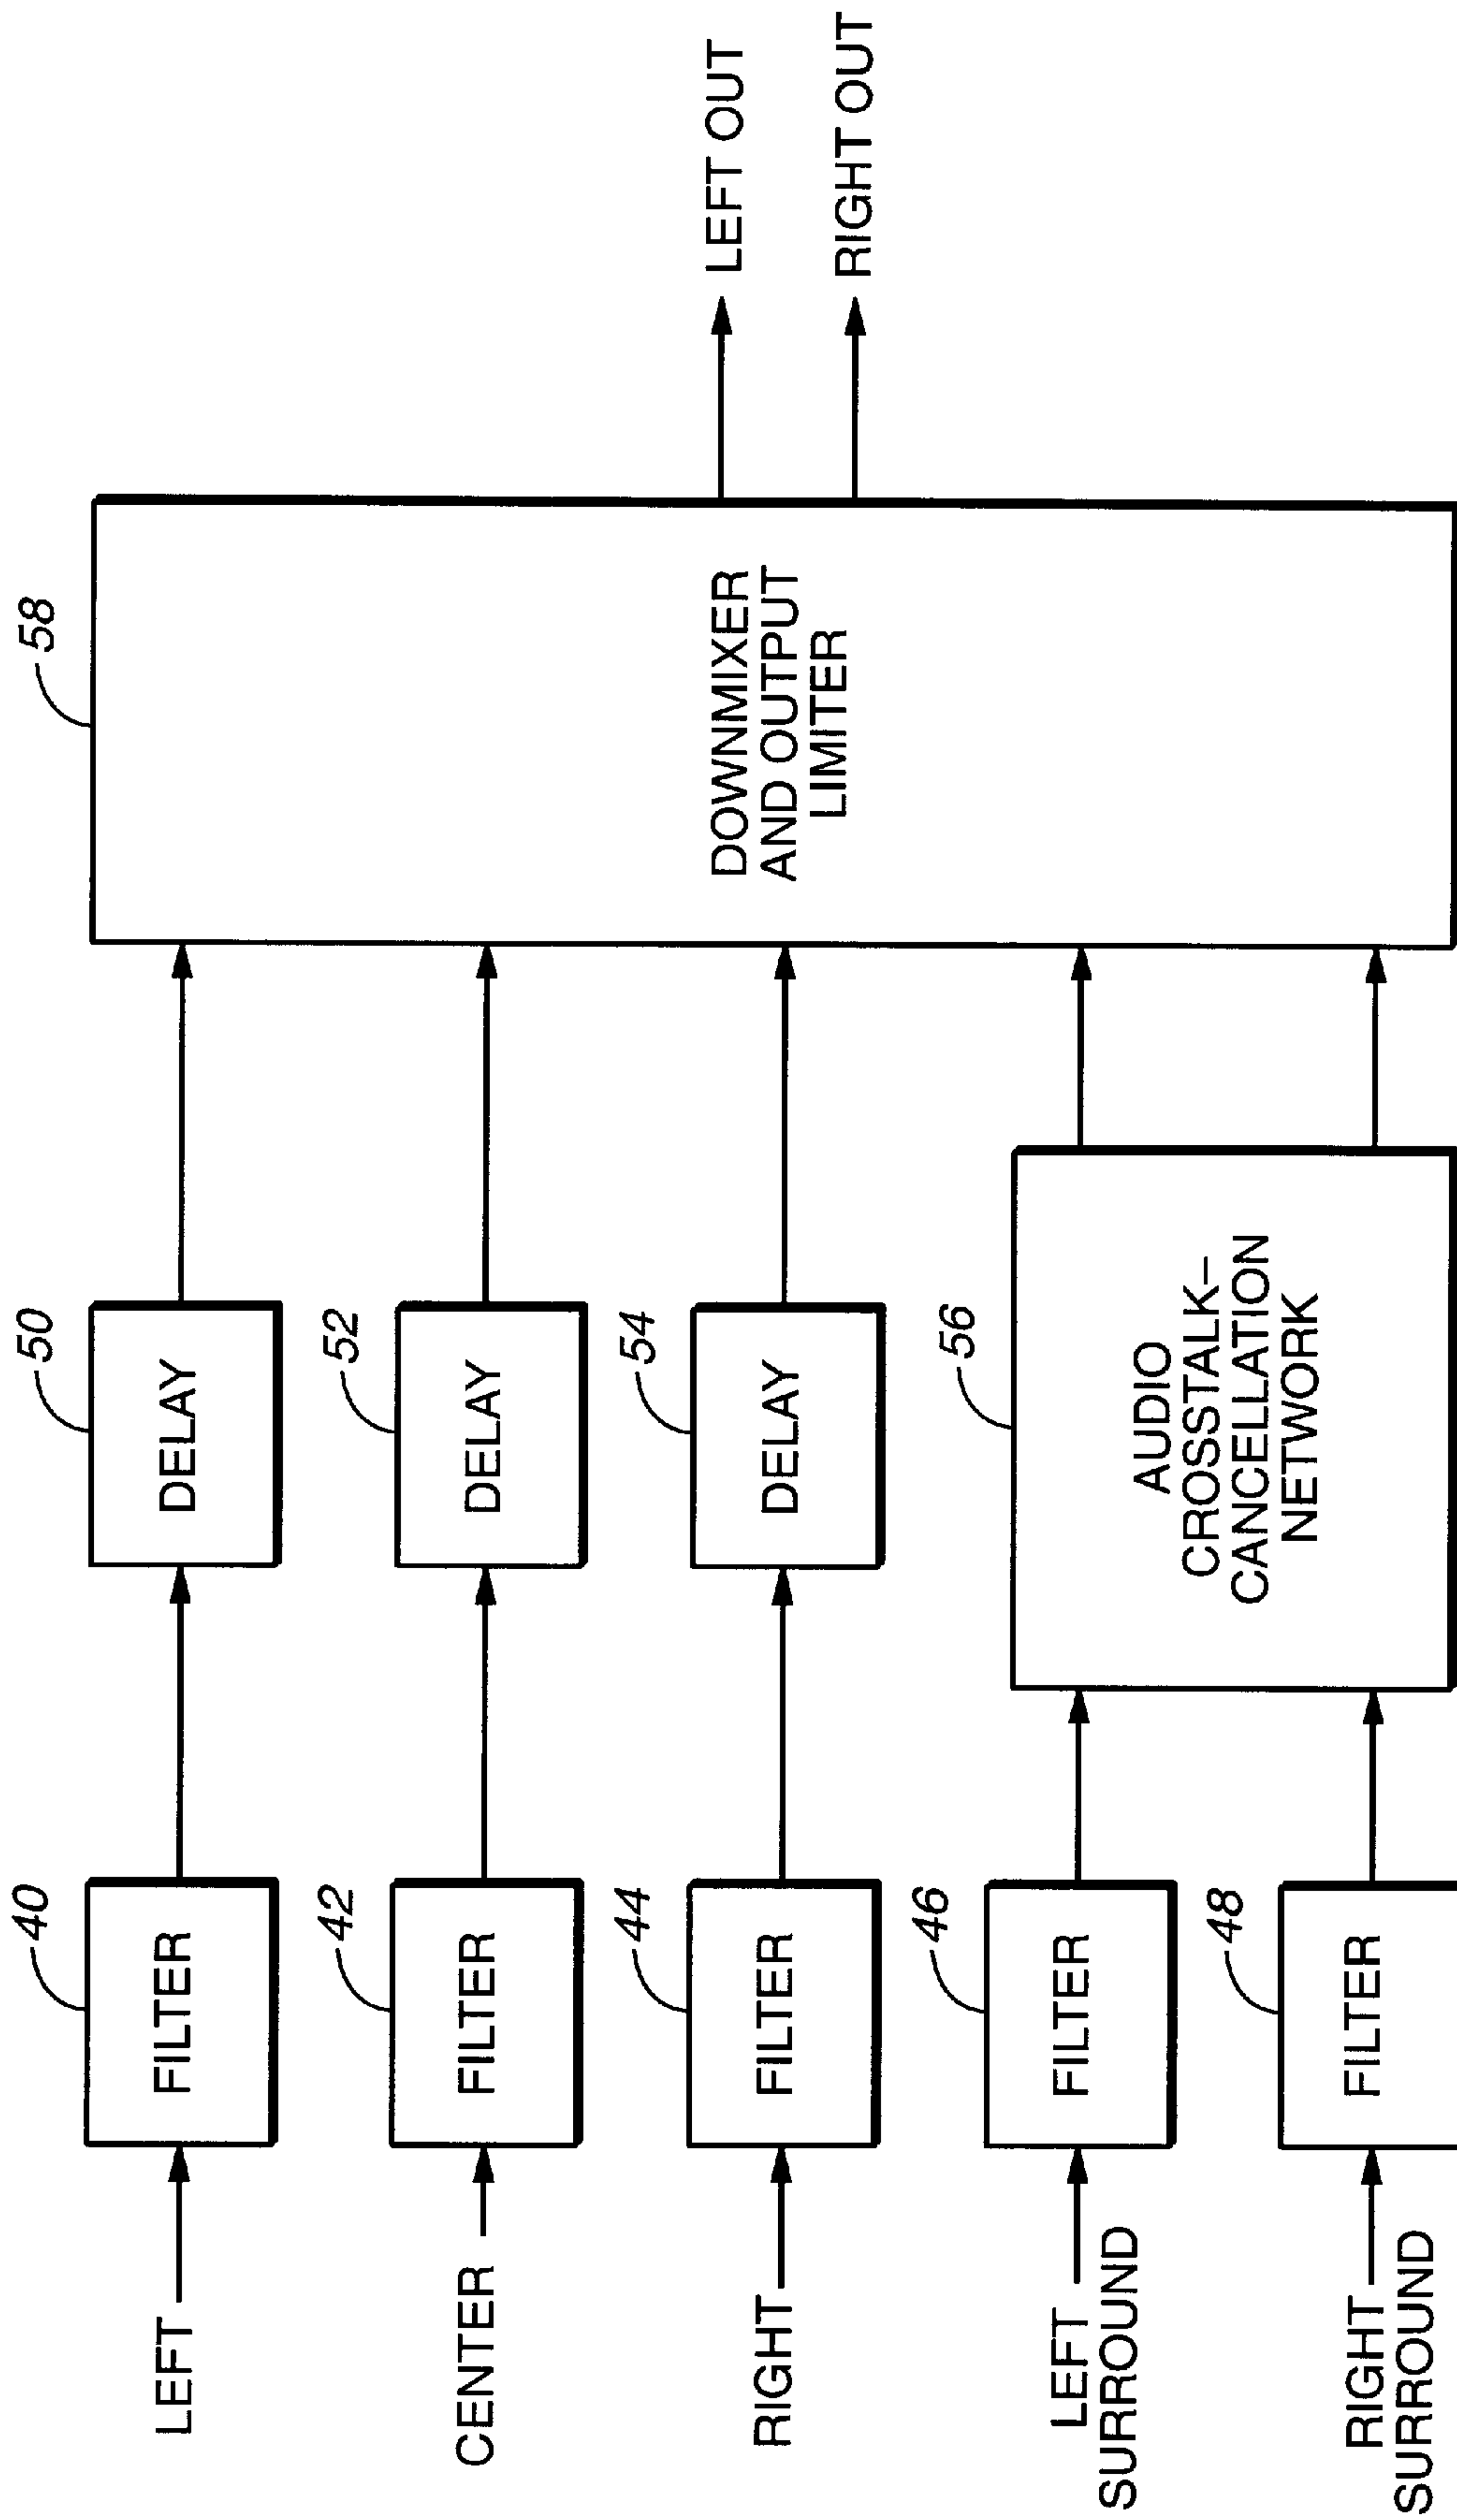 40
50
58
LEFT
FILTER
DELAY
42
52
CENTER
FILTER
DELAY
44
54
RIGHT
FILTER
DELAY
DOWNMIXER
AND OUTPUT
LIMITER
LEFT OUT
RIGHT OUT
46
56
LEFT
SURROUND
FILTER
AUDIO
CROSSTALK–
CANCELLATION
NETWORK
48
RIGHT
SURROUND
FILTER